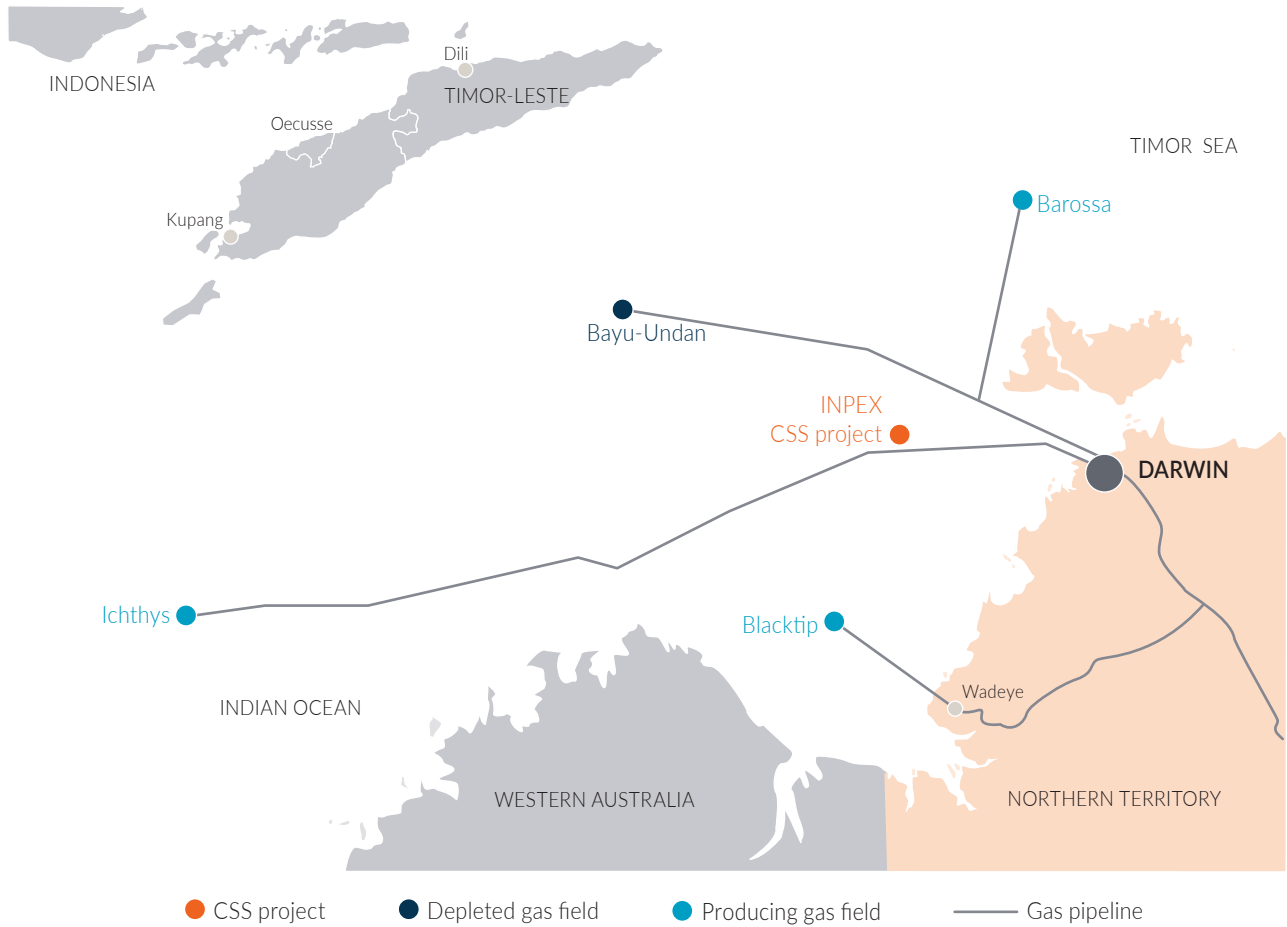 Dili
INDONESIA
TIMOR-LESTE
Oecusse
TIMOR SEA
Barossa
Kupang
Bayu-Undan
INPEX
CSS project
DARWIN
Ichthys
Blacktip
Wadeye
INDIAN OCEAN
WESTERN AUSTRALIA
NORTHERN TERRITORY
CSS project
Depleted gas field
Producing gas field
Gas pipeline